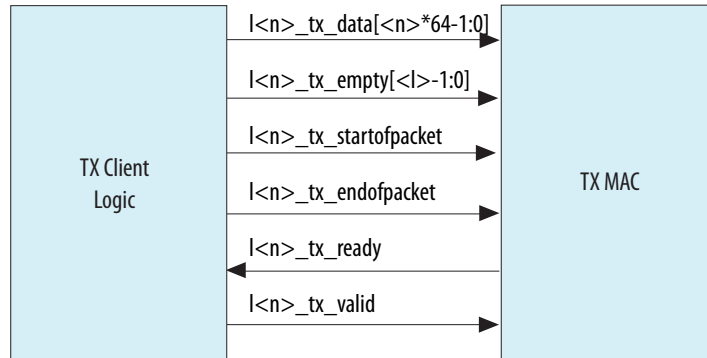 l<n>_tx_data[<n>*64-1:0]
l<n>_tx_empty[<l>-1:0]
l<n>_tx_startofpacket
TX Client
Logic
TX MAC
l<n>_tx_endofpacket
l<n>_tx_ready
l<n>_tx_valid